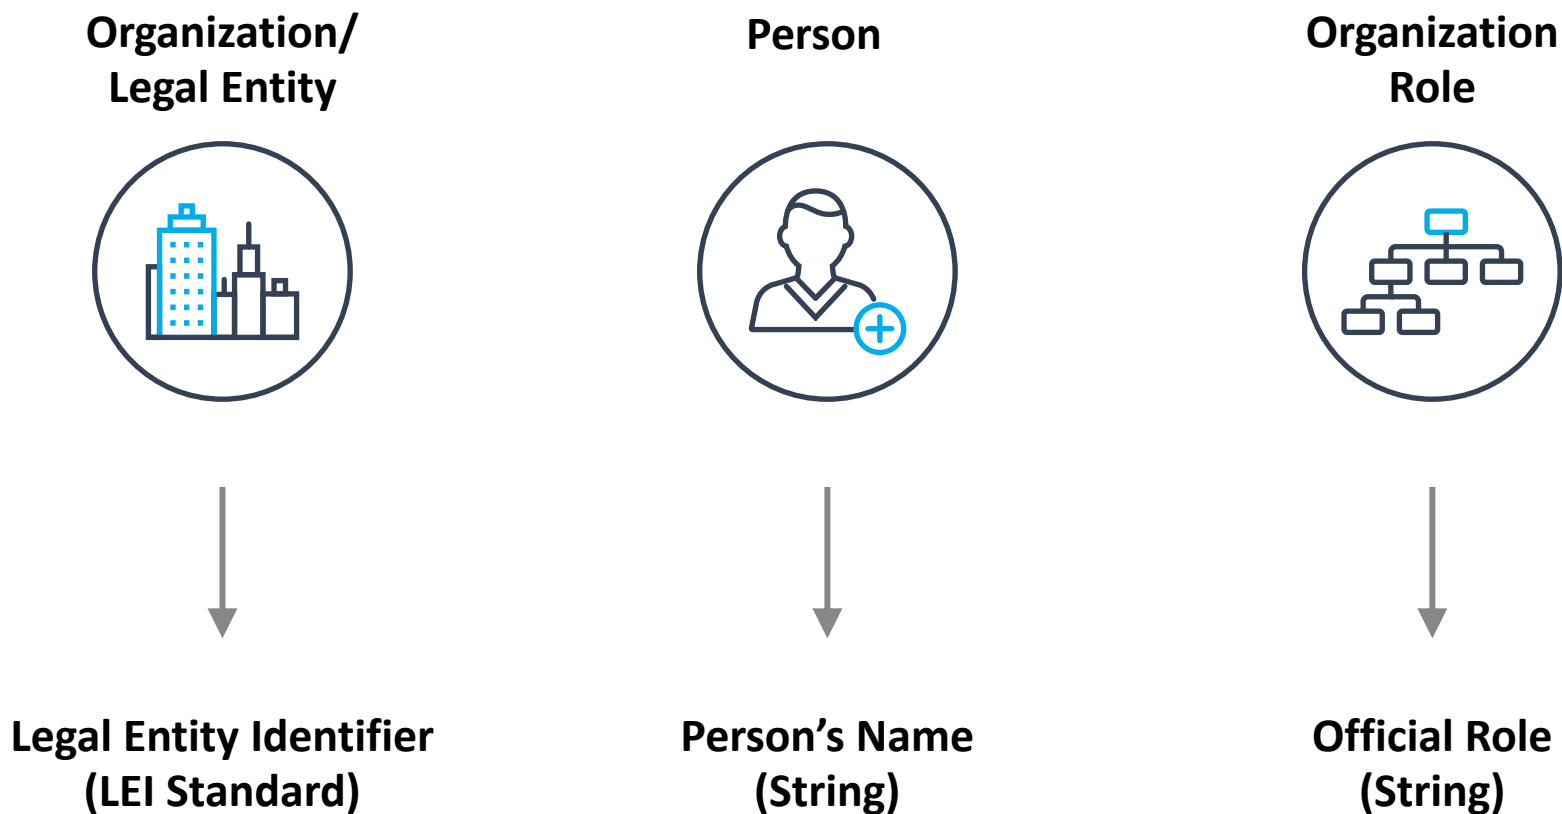 Organization/
Legal Entity
Person
Organization
Role
Legal Entity Identifier
(LEI Standard)
Person’s Name
(String)
Official Role
(String)